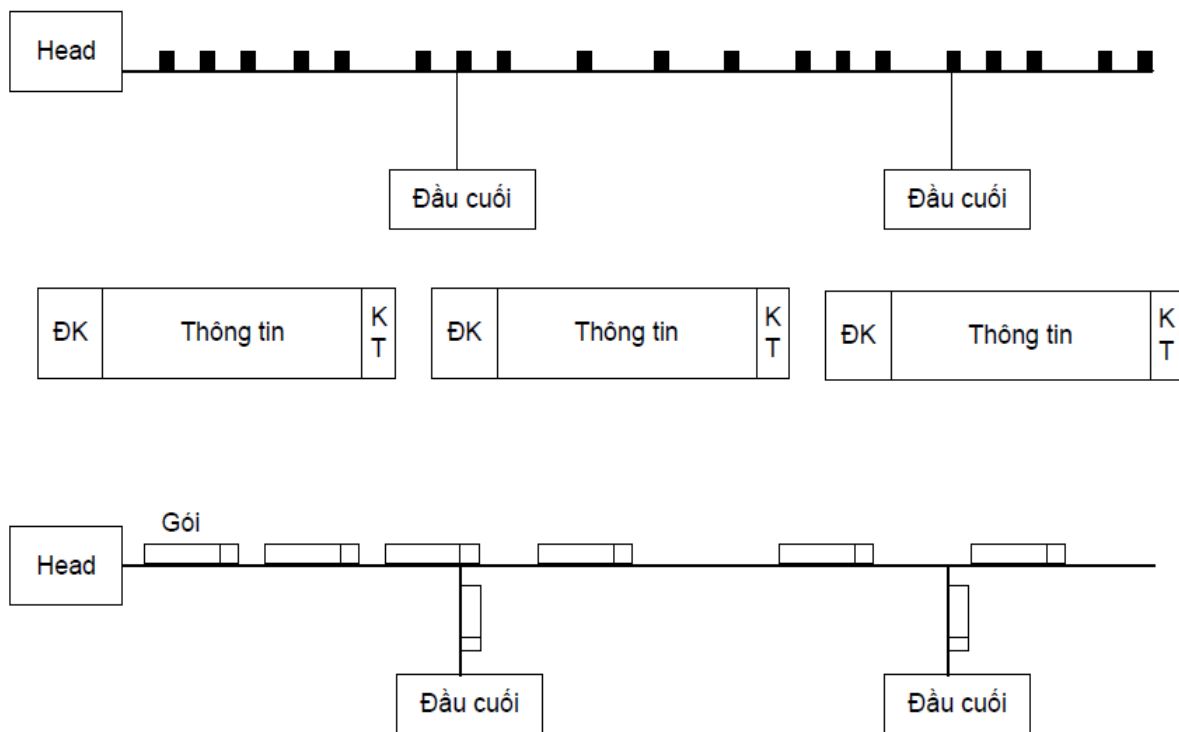 Head
Đầu cuối
Đầu cuối
ĐK
Thông tin
K
T
ĐK
Thông tin
K
T
ĐK
Thông tin
K
T
Gói
Head
Đầu cuối
Đầu cuối